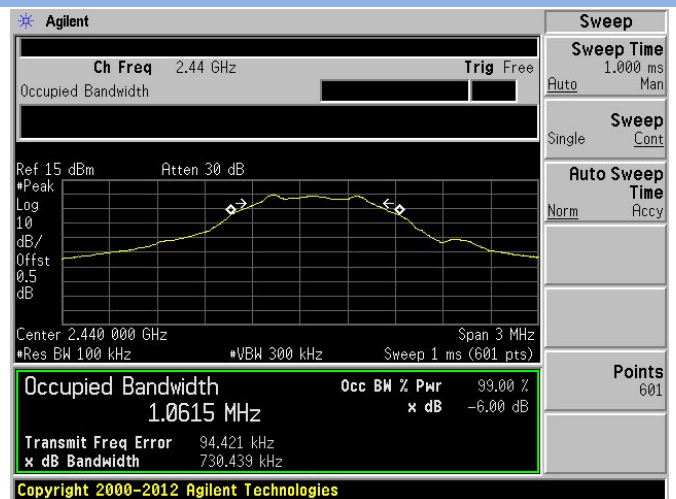 Agilent
Sweep
Ch Freq 2.44 GHz Trig Free
Occupied Bandwidth
Sweep Time
1.000 ms
Auto Man
Sweep
Single Cont
Auto Sweep
Time
Norm Accy
Points
601
Ref 15 dBm Atten 30 dB
#Peak
Log
10
dB/
Offst
0.5
dB
Center 2.440 000 GHz Span 3 MHz
#Res BW 100 kHz #VBW 300 kHz Sweep 1 ms (601 pts)
Occupied Bandwidth Occ BW % Pwr 99.00 %
1.0615 MHz x dB -6.00 dB
Transmit Freq Error 94.421 kHz
x dB Bandwidth 730.439 kHz
Copyright 2000-2012 Agilent Technologies